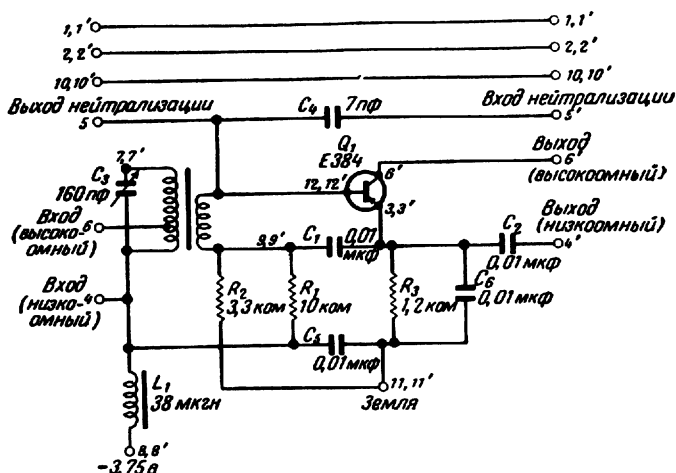 1,1' 1,1'
2,2' 2,2'
10,10' 10,10'
Выход нейтрализации
5
C4 7пф
Вход нейтрализации
5'
Q1
E384
6'
Выход
6'
(высокоомный)
7,7'
C3
160пф
12,12'
3,3'
Вход
(высоко-
омный)
6
9,9'
C1 0,01
мкф
C2
0,01 мкф
Выход
(низкоомный)
4'
Вход
(низко-
омный)
4
R2
3,3 ком
R1
10 ком
R3
1,2 ком
C6
0,01 мкф
C5
0,01 мкф
L1
38 мкгн
11,11'
Земля
8,8'
-3,75 в